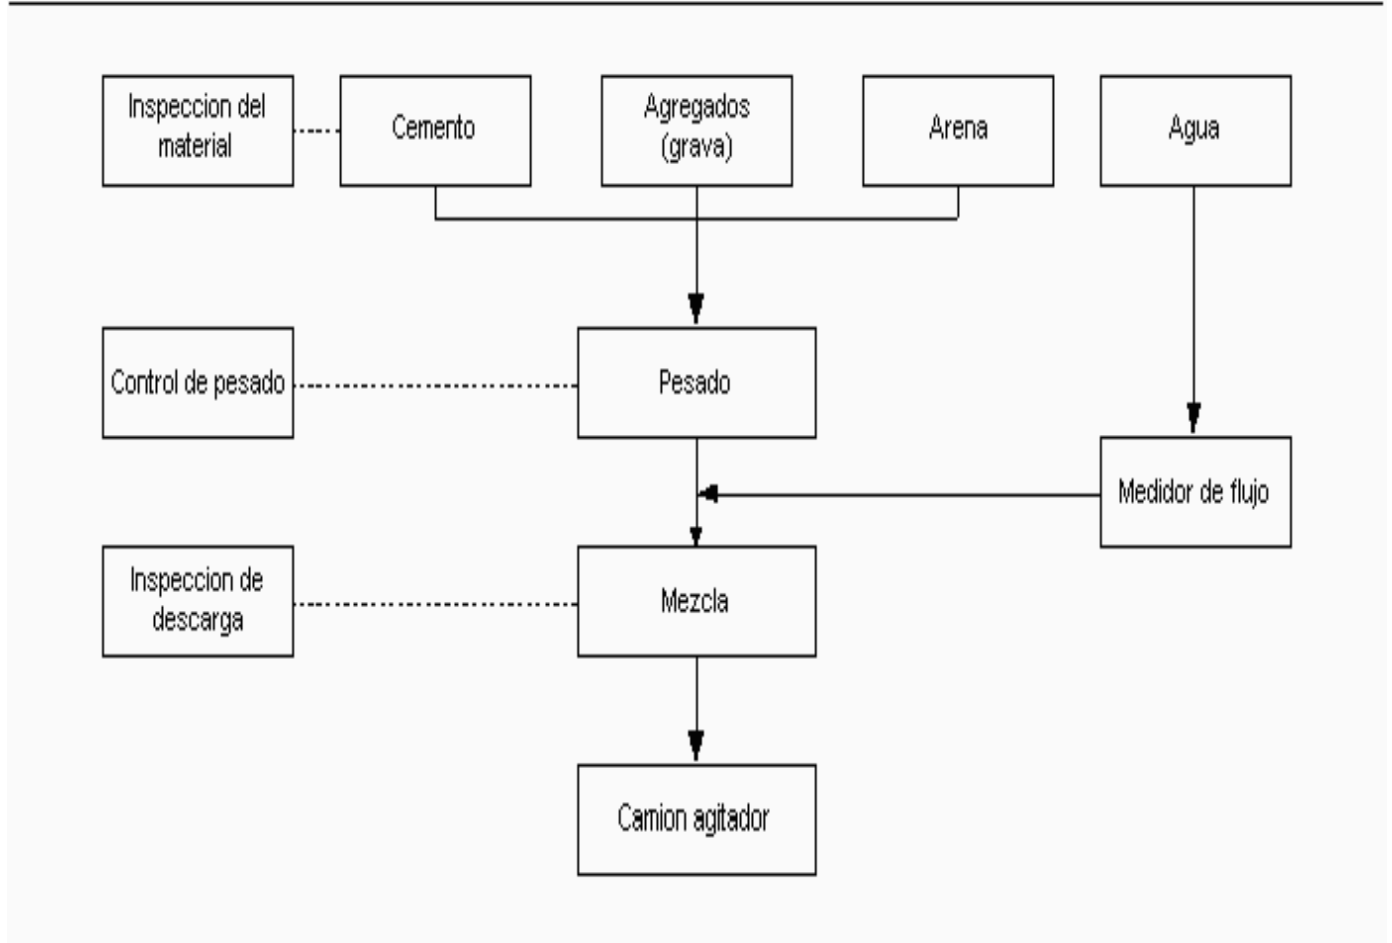 Inspeccion del
material
Cemento
Agregados
(grava)
Arena
Agua
Control de pesado
Pesado
Medidor de flujo
Inspeccion de
descarga
Mezcla
Camion agitador